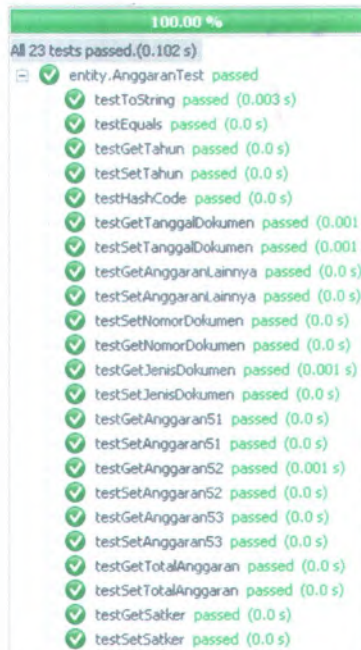 100.00 %
All 23 tests passed.(0.102 s)
entity.AnggaranTest passed
testToString passed (0.003 s)
testEquals passed (0.0 s)
testGetTahun passed (0.0 s)
testSetTahun passed (0.0 s)
testHashCode passed (0.0 s)
testGetTanggalDokumen passed (0.001
testSetTanggalDokumen passed (0.001
testGetAnggaranLainnya passed (0.0 s)
testSetAnggaranLainnya passed (0.0 s)
testSetNomorDokumen passed (0.0 s)
testGetNomorDokumen passed (0.0 s)
testGetJenisDokumen passed (0.001 s)
testSetJenisDokumen passed (0.0 s)
testGetAnggaran51 passed (0.0 s)
testSetAnggaran51 passed (0.0 s)
testGetAnggaran52 passed (0.001 s)
testSetAnggaran52 passed (0.0 s)
testGetAnggaran53 passed (0.0 s)
testSetAnggaran53 passed (0.0 s)
testGetTotalAnggaran passed (0.0 s)
testSetTotalAnggaran passed (0.0 s)
testGetSatker passed (0.0 s)
testSetSatker passed (0.0 s)